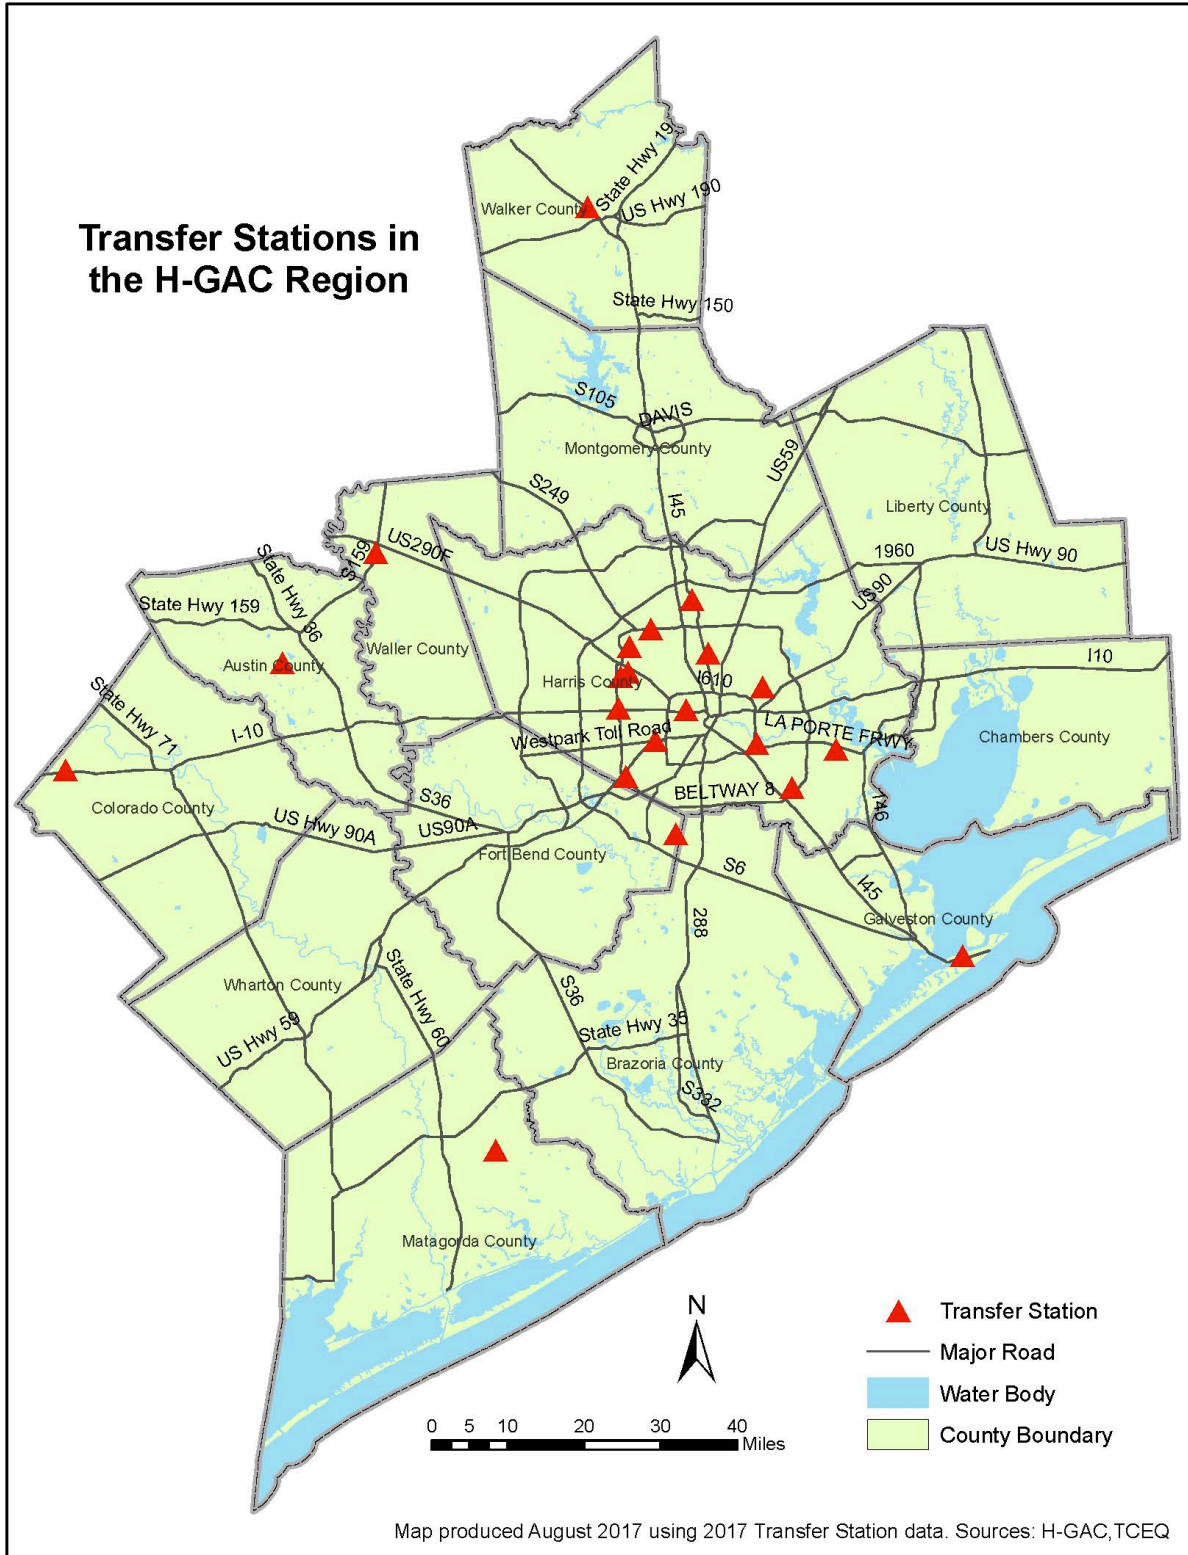 Transfer Stations in
the H-GAC Region
State Hwy 19
Walker County
US Hwy 190
State Hwy 150
S105
DAVIS
Montgomery County
US59
S249
I45
Liberty County
US290F
S159
1960
US Hwy 90
State Hwy 36
US90
State Hwy 159
Waller County
Austin County
I10
Harris County
I610
State Hwy 71
I-10
Westpark Toll Road
LA PORTE FRWY
Chambers County
BELTWAY 8
Colorado County
S36
146
US Hwy 90A
US90A
Fort Bend County
S6
I45
288
Galveston County
Wharton County
State Hwy 60
S36
US Hwy 59
State Hwy 35
Brazoria County
S332
Matagorda County
N
Transfer Station
Major Road
Water Body
County Boundary
0 5 10 20 30 40
Miles
Map produced August 2017 using 2017 Transfer Station data. Sources: H-GAC,TCEQ